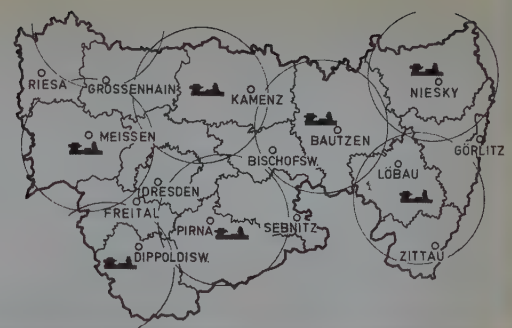 RIESA
GROSSENHAIN
KAMENZ
NIESKY
MEISSEN
BAUTZEN
GÖRLITZ
BISCHOFSW.
LÖBAU
DRESDEN
FREITAL
PIRNA
SEBNITZ
DIPPOLDISW.
ZITTAU